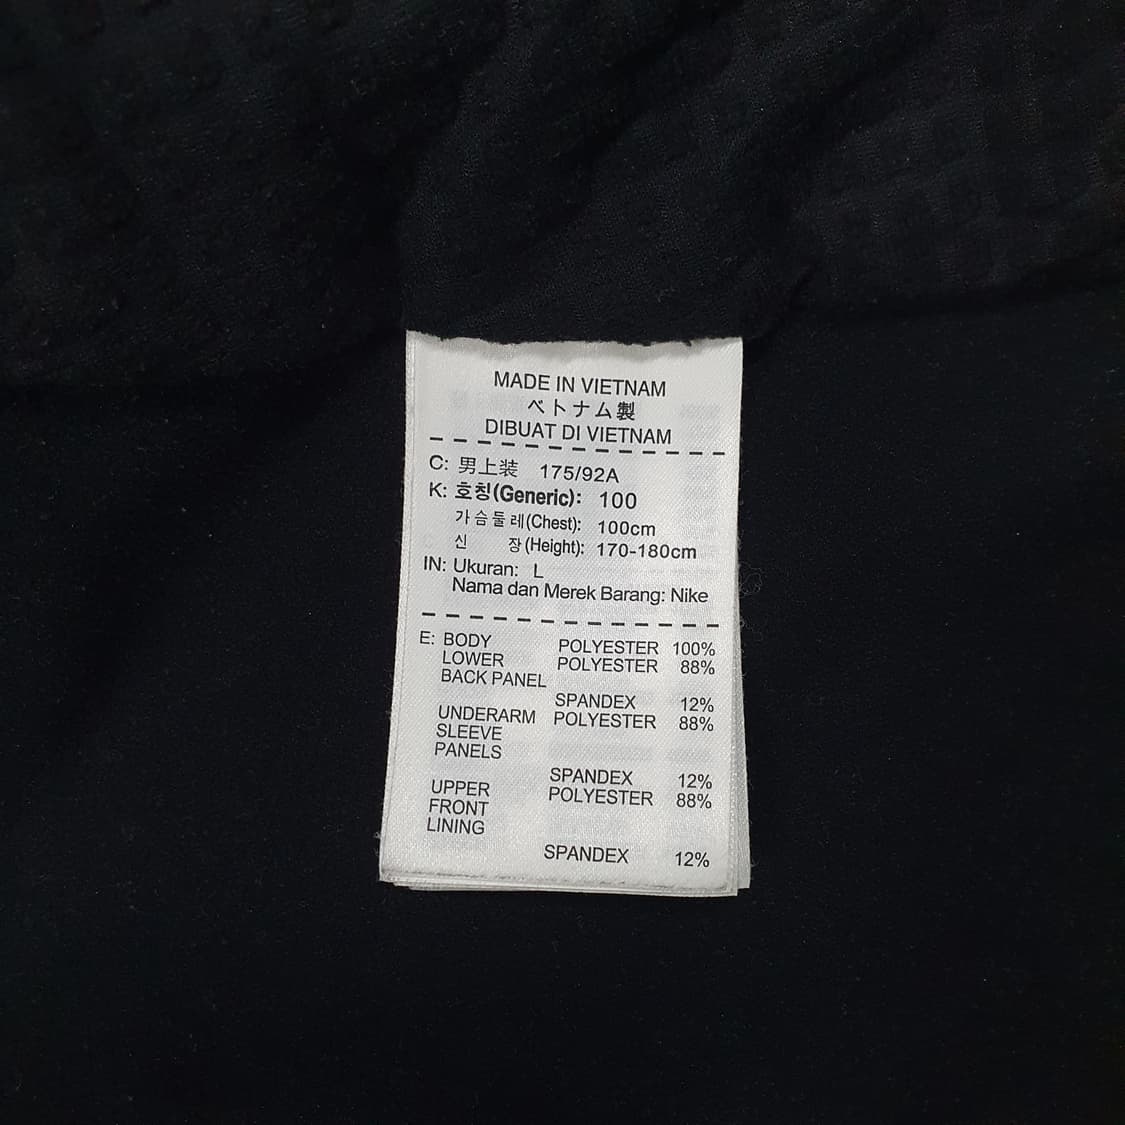 MADE IN VIETNAM
ベトナム製
DIBUAT DI VIETNAM
C: 男上装 175/92A
K: 호칭(Generic): 100
가슴둘레(Chest): 100cm
신 장(Height): 170-180cm
IN: Ukuran: L
Nama dan Merek Barang: Nike
E: BODY POLYESTER 100%
LOWER POLYESTER 88%
BACK PANEL
SPANDEX 12%
UNDERARM POLYESTER 88%
SLEEVE
PANELS
SPANDEX 12%
UPPER POLYESTER 88%
FRONT
LINING
SPANDEX 12%